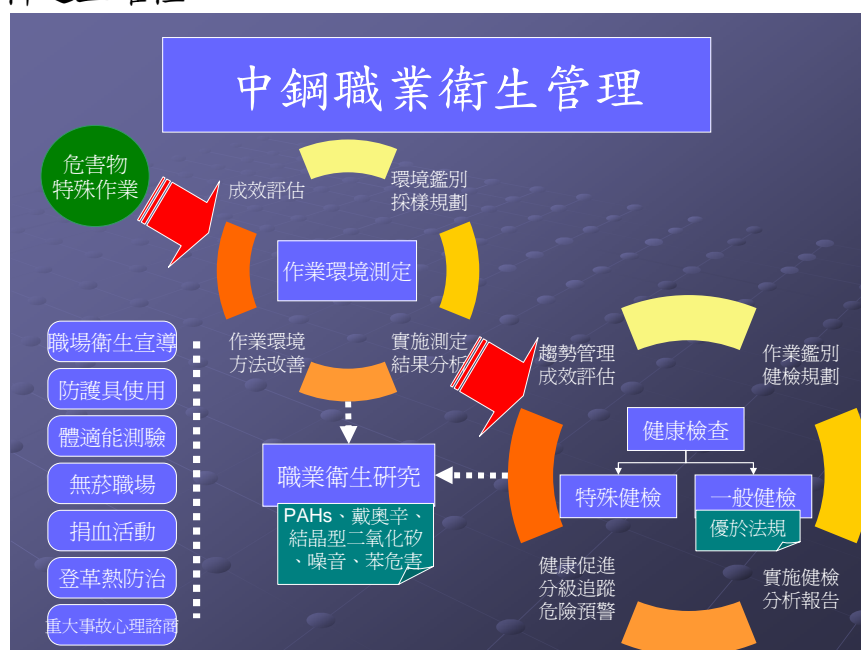 中鋼職業衛生管理
危害物
特殊作業
成效評估
環境鑑別
採樣規劃
作業環境測定
作業環境
方法改善
實施測定
結果分析
職場衛生宣導
防護具使用
體適能測驗
無菸職場
捐血活動
登革熱防治
重大事故心理諮商
職業衛生研究
PAHs、戴奧辛、
結晶型二氧化矽
、噪音、苯危害
趨勢管理
成效評估
作業鑑別
健檢規劃
健康檢查
特殊健檢
一般健檢
優於法規
健康促進
分級追蹤
危險預警
實施健檢
分析報告